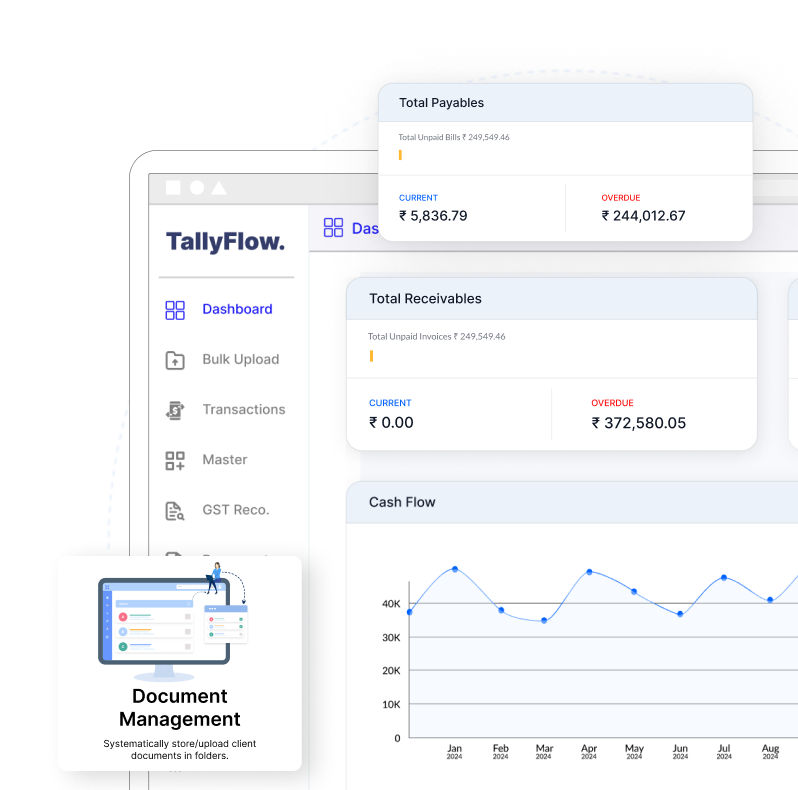 Total Payables
Total Unpaid Bills ₹ 249,549.46
CURRENT
₹ 5,836.79
OVERDUE
₹ 244,012.67
TallyFlow.
Dashboard
Bulk Upload
Transactions
Master
GST Reco.
Das
Total Receivables
Total Unpaid Invoices ₹ 249,549.46
CURRENT
₹ 0.00
OVERDUE
₹ 372,580.05
Cash Flow
40K
30K
20K
10K
0
Jan 2024
Feb 2024
Mar 2024
Apr 2024
May 2024
Jun 2024
Jul 2024
Aug 2024
Document
Management
Systematically store/upload client
documents in folders.